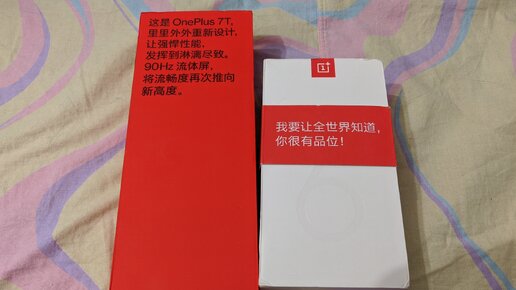 这是 OnePlus 7T,
里里外外重新设计,
让强悍性能,
发挥到淋漓尽致。
90Hz 流体屏,
将流畅度再次推向
新高度。
1+
我要让全世界知道,
你很有品位!